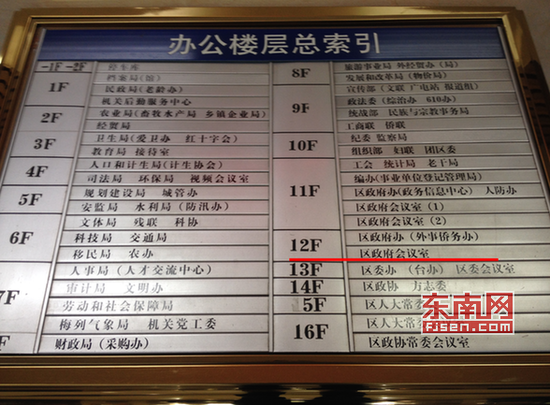 办公楼层总索引
-1F -2F 停车库
1F 档案局(馆)
民政局(老龄办)
机关后勤服务中心
2F 农业局(畜牧水产局 乡镇企业局)
经贸局
3F 卫生局(爱卫办 红十字会)
教育局 接待室
4F 人口和计生局(计生协会)
司法局 环保局 视频会议室
5F 规划建设局 城管办
安监局 水利局(防汛办)
6F 文体局 残联 科协
科技局 交通局
移民局 农办
7F 人事局(人才交流中心)
审计局 文明办
劳动和社会保障局
梅列气象局 机关党工委
F 财政局(采购办)
8F 旅游事业局 外经贸办(局)
发展和改革局(物价局)
9F 宣传部(文联 广电站 报道组)
政法委(综治办 610办)
统战部 民族与宗教事务局
工商联 侨联
10F 纪委 监察局
组织部 妇联 团区委
11F 工会 统计局 老干局
编办(事业单位登记管理局)
区政府办(政务信息中心) 人防办
区政府会议室(1)
区政府会议室(2)
12F 区政府办(外事侨务办)
区政府会议室
13F 区委办(台办) 区委会议室
14F 区政协 方志委
5F 区人大常
16F 区人大常
区政协常委会议室
东南网
FJSEN.COM